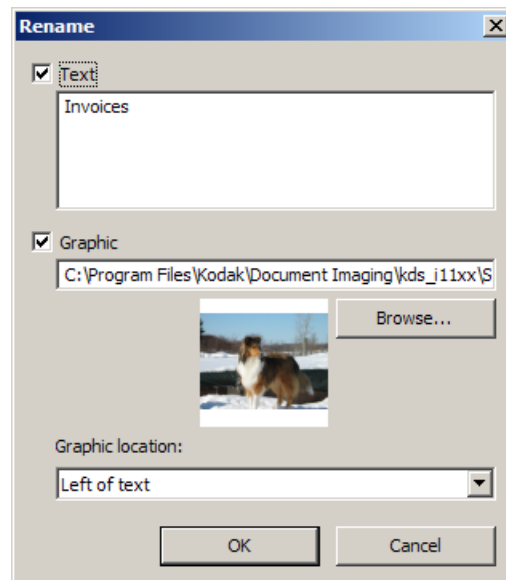 Rename
Text
Invoices
Graphic
C:\Program Files\Kodak\Document Imaging\kds_i11xx\S
Browse...
Graphic location:
Left of text
OK
Cancel